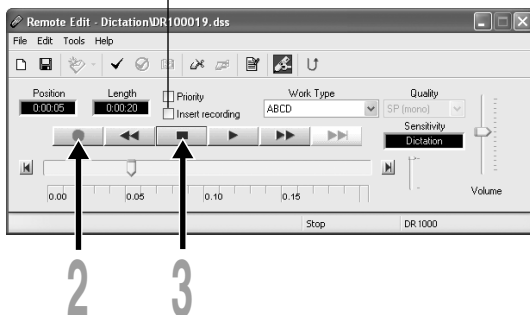 Remote Edit - Dictation\DR100019.dss
File Edit Tools Help
Position Length Priority Work Type Quality
0:00:05 0:00:20 Insert recording ABCD SP (mono)
Sensitivity
Dictation
0.00 0.05 0.10 0.15 Volume
Stop DR1000
2 3